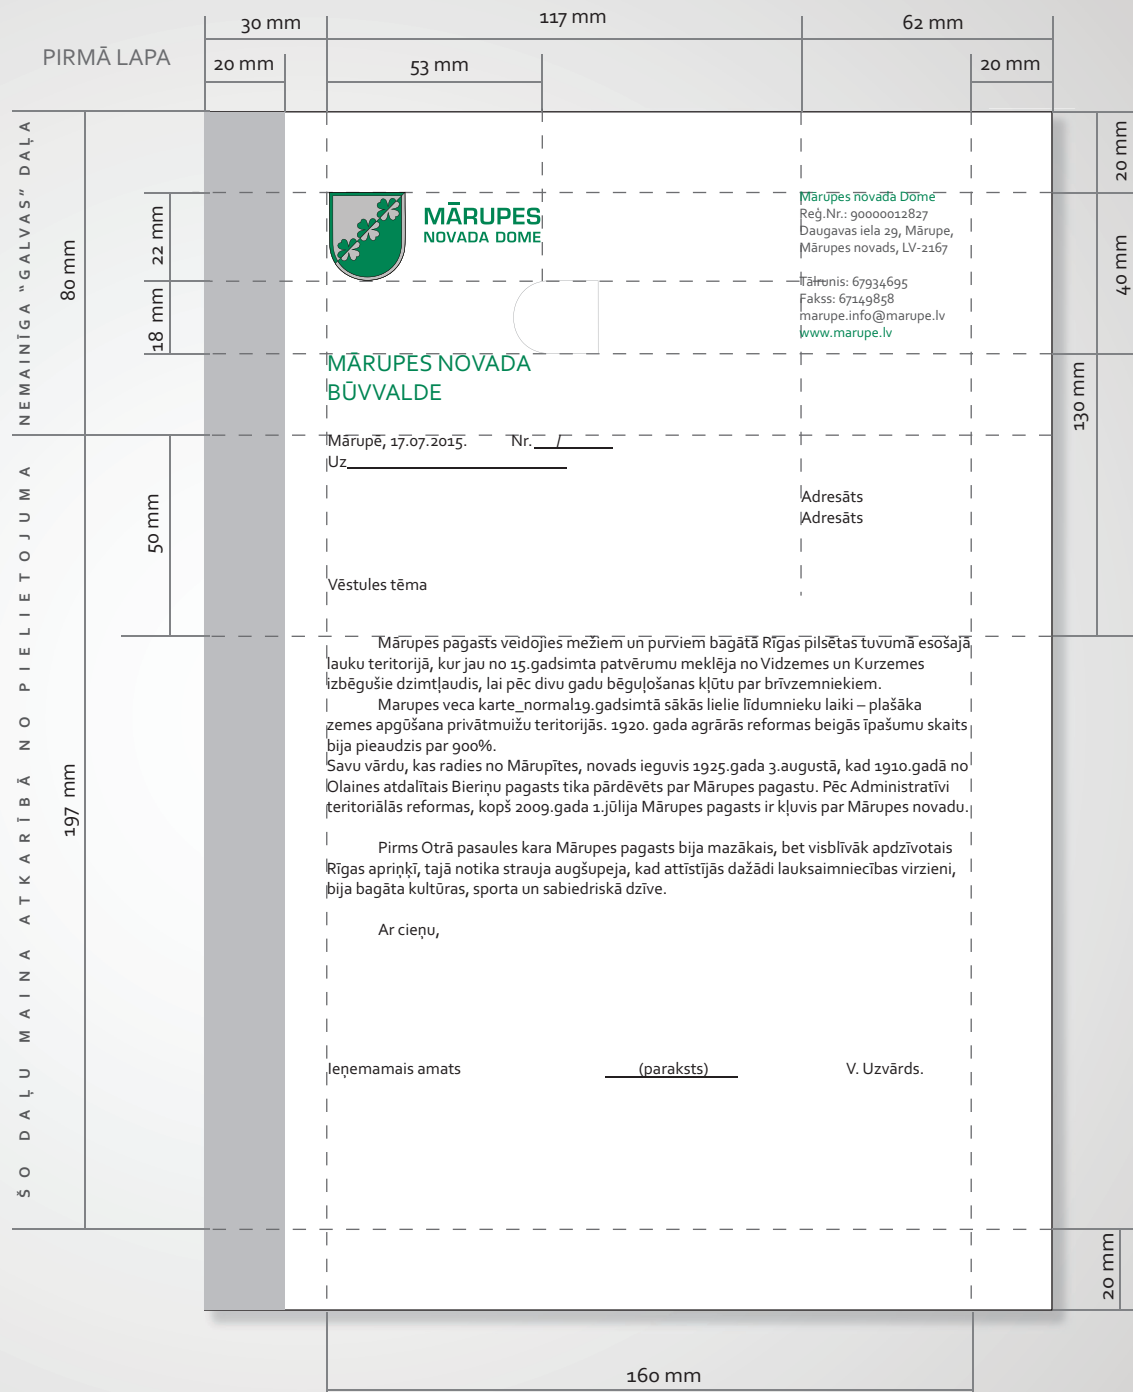 30 mm
117 mm
62 mm
PIRMĀ LAPA
20 mm
53 mm
20 mm
NEMAINĪGA "GALVAS" DAĻA
80 mm
22 mm
18 mm
20 mm
40 mm
130 mm
MĀRUPES
NOVADA DOME
Mārupes novada Dome
Reģ.Nr.: 90000012827
Daugavas iela 29, Mārupe,
Mārupes novads, LV-2167
Tālrunis: 67934695
Fakss: 67149858
marupe.info@marupe.lv
www.marupe.lv
MĀRUPES NOVADA
BŪVVALDE
Mārupē, 17.07.2015. Nr. /
Uz
ŠO DAĻU MAINA ATKARĪBĀ NO PIELIETOJUMA
197 mm
50 mm
Adresāts
Adresāts
Vēstules tēma
Mārupes pagasts veidojies mežiem un purviem bagātā Rīgas pilsētas tuvumā esošajā
lauku teritorijā, kur jau no 15.gadsimta patvērumu meklēja no Vidzemes un Kurzemes
izbēgušie dzimtļaudis, lai pēc divu gadu bēguļošanas kļūtu par brīvzemniekiem.
Marupes veca karte_normal19.gadsimtā sākās lielie līdumnieku laiki – plašāka
zemes apgūšana privātmuižu teritorijās. 1920. gada agrārās reformas beigās īpašumu skaits
bija pieaudzis par 900%.
Savu vārdu, kas radies no Mārupītes, novads ieguvis 1925.gada 3.augustā, kad 1910.gadā no
Olaines atdalītais Bieriņu pagasts tika pārdēvēts par Mārupes pagastu. Pēc Administratīvi
teritoriālās reformas, kopš 2009.gada 1.jūlija Mārupes pagasts ir kļuvis par Mārupes novadu.
Pirms Otrā pasaules kara Mārupes pagasts bija mazākais, bet visblīvāk apdzīvotais
Rīgas apriņķī, tajā notika strauja augšupeja, kad attīstījās dažādi lauksaimniecības virzieni,
bija bagāta kultūras, sporta un sabiedriskā dzīve.
Ar cieņu,
Ieņemamais amats (paraksts) V. Uzvārds.
20 mm
160 mm